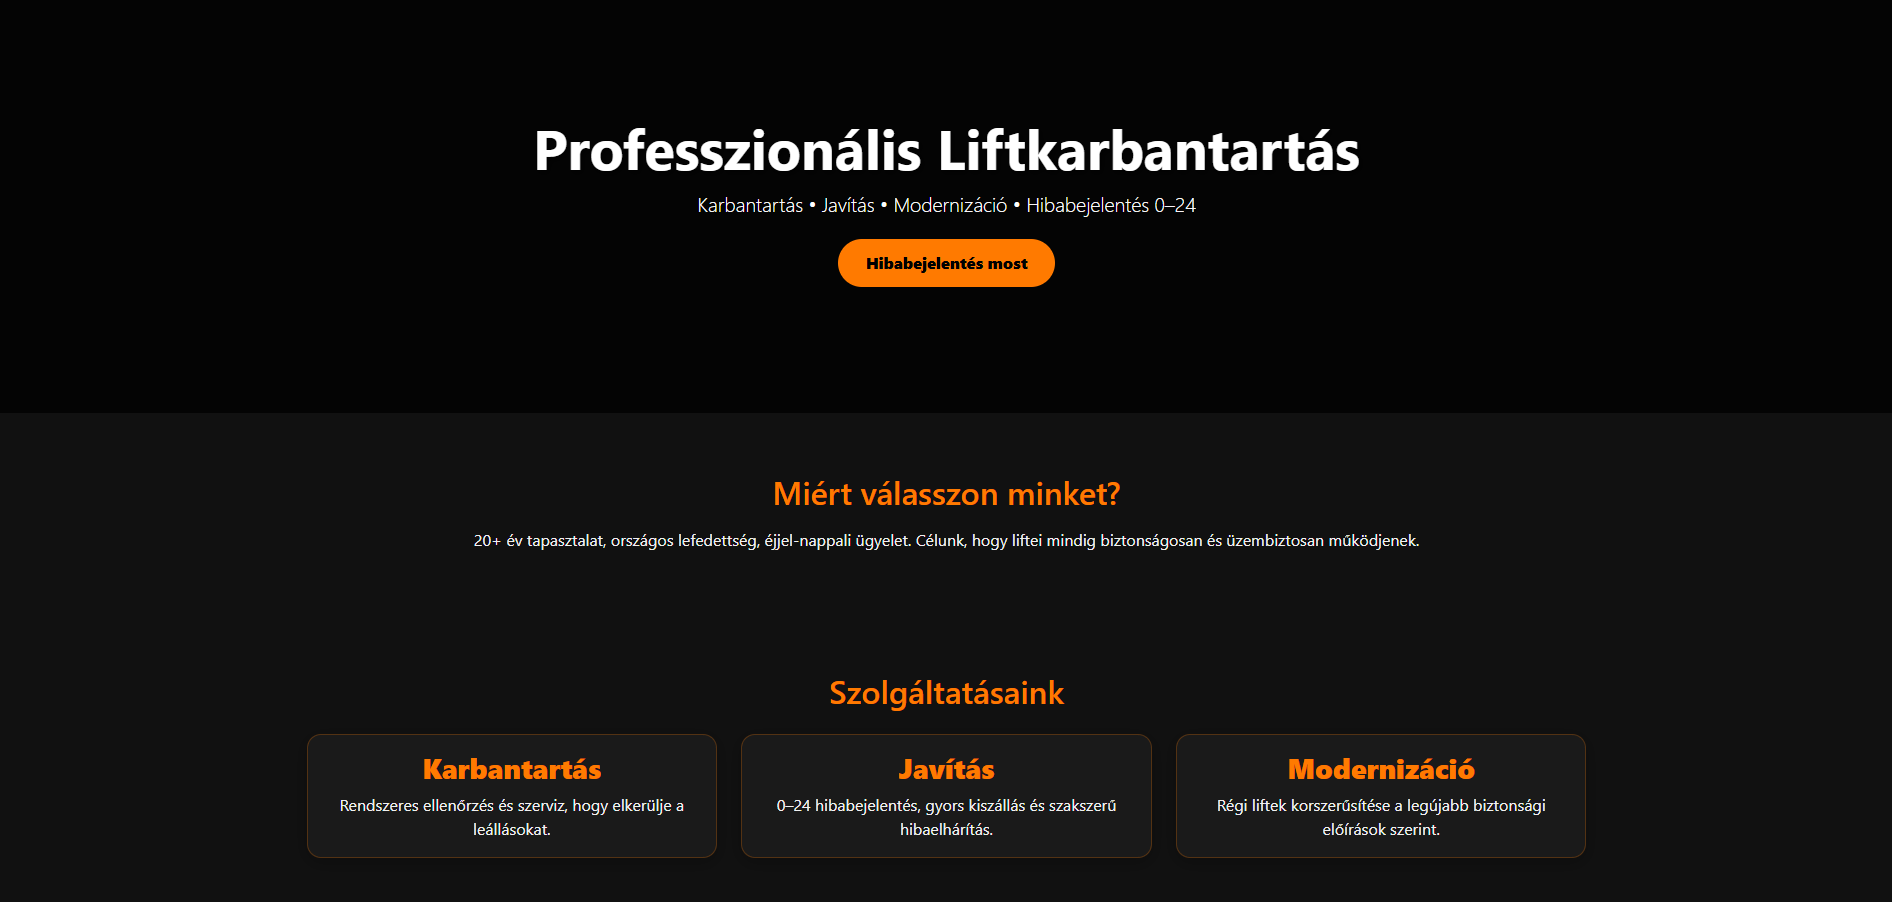 Professzionális Liftkarbantartás
Karbantartás • Javítás • Modernizáció • Hibabejelentés 0–24
Hibabejelentés most
Miért válasszon minket?
20+ év tapasztalat, országos lefedettség, éjjel-nappali ügyelet. Célunk, hogy liftei mindig biztonságosan és üzembiztosan működjenek.
Szolgáltatásaink
Karbantartás
Rendszeres ellenőrzés és szerviz, hogy elkerülje a
leállásokat.
Javítás
0–24 hibabejelentés, gyors kiszállás és szakszerű
hibaelhárítás.
Modernizáció
Régi liftek korszerűsítése a legújabb biztonsági
előírások szerint.